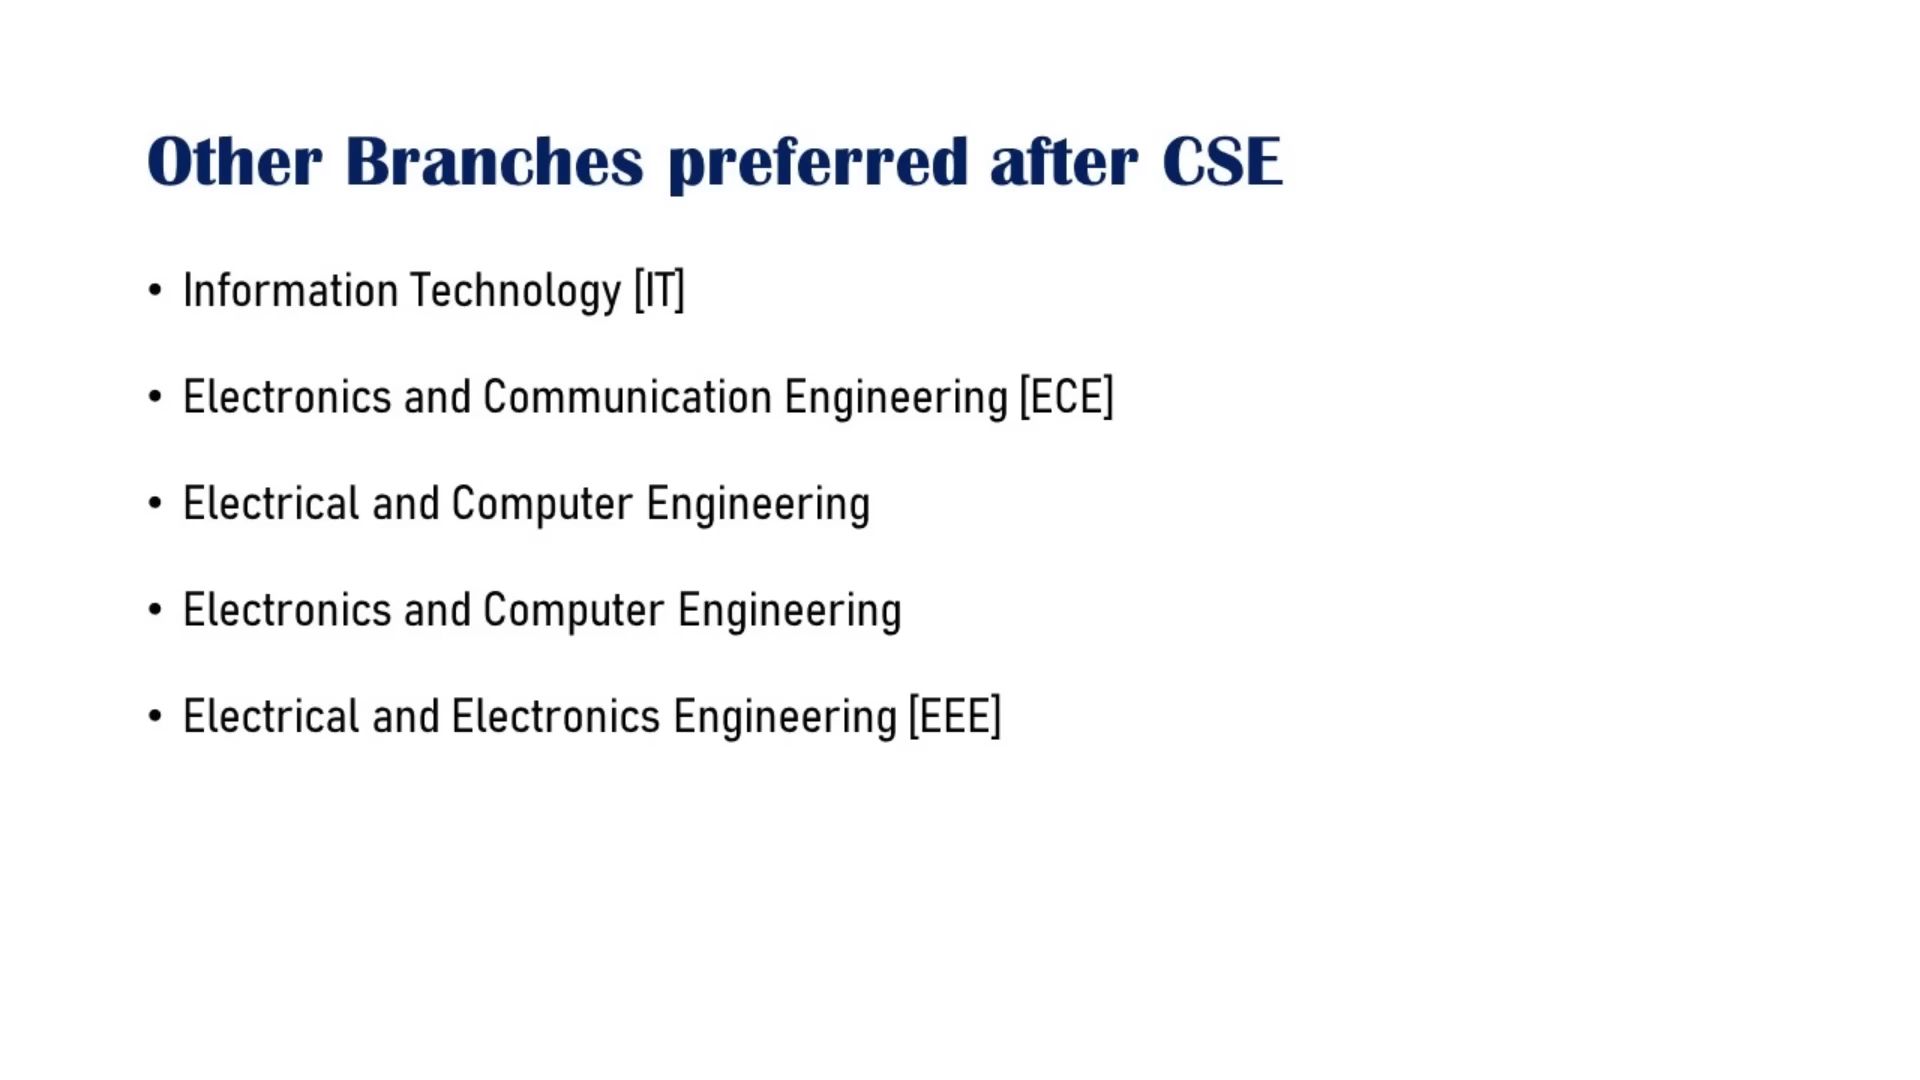 Other Branches preferred after CSE
• Information Technology [IT]
• Electronics and Communication Engineering [ECE]
• Electrical and Computer Engineering
• Electronics and Computer Engineering
• Electrical and Electronics Engineering [EEE]